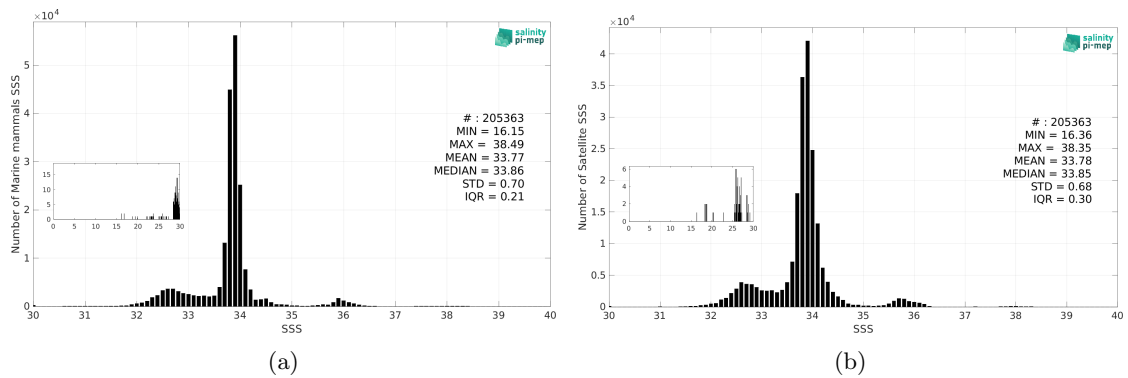 ×10⁴
salinity
pi-mep
Number of Marine mammals SSS
5
4
3
2
1
0
# : 205363
MIN = 16.15
MAX = 38.49
MEAN = 33.77
MEDIAN = 33.86
STD = 0.70
IQR = 0.21
15
10
5
0
0 5 10 15 20 25 30
30 31 32 33 34 35 36 37 38 39 40
SSS
(a)
×10⁴
salinity
pi-mep
Number of Satellite SSS
4
3.5
3
2.5
2
1.5
1
0.5
0
# : 205363
MIN = 16.36
MAX = 38.35
MEAN = 33.78
MEDIAN = 33.85
STD = 0.68
IQR = 0.30
6
4
2
0
0 5 10 15 20 25 30
30 31 32 33 34 35 36 37 38 39 40
SSS
(b)